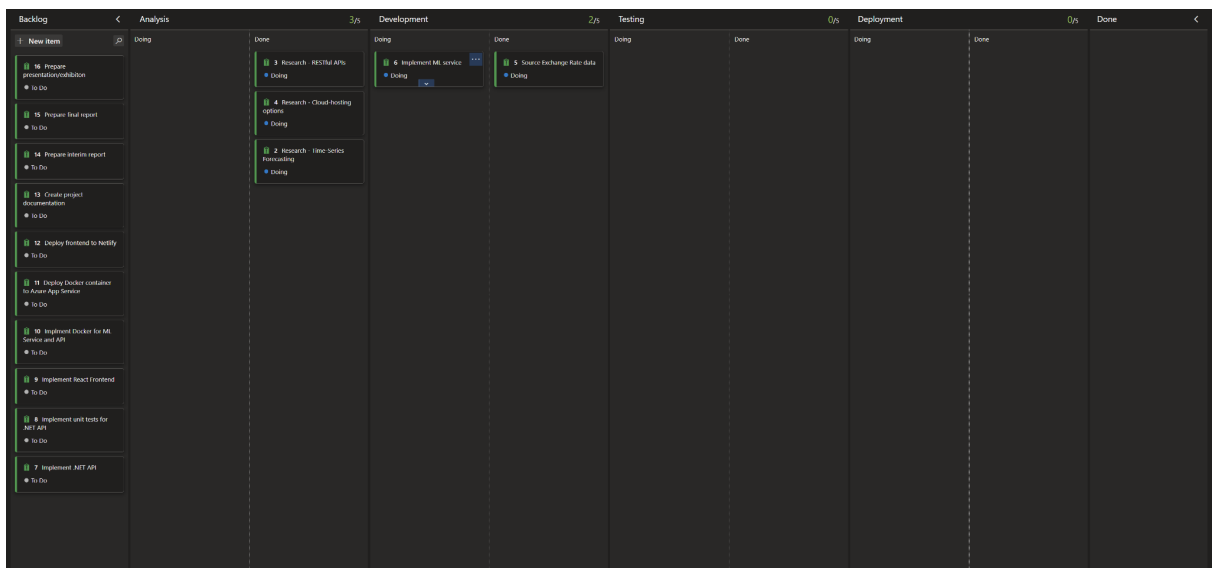 Backlog
Analysis 3/5
Development 2/5
Testing 0/5
Deployment 0/5
Done
+ New item
Doing
Done
Doing
Done
Doing
Done
Doing
Done
16 Prepare
presentation/exhibiton
To Do
15 Prepare final report
To Do
14 Prepare interim report
To Do
13 Create project
documentation
To Do
12 Deploy frontend to Netlify
To Do
11 Deploy Docker container
to Azure App Service
To Do
10 Implment Docker for ML
Service and API
To Do
9 Implement React Frontend
To Do
8 Implement unit tests for
.NET API
To Do
7 Implement .NET API
To Do
3 Research - RESTful APIs
Doing
4 Research - Cloud-hosting
options
Doing
2 Research - Time-Series
Forecasting
Doing
6 Implement ML service
Doing
5 Source Exchange Rate data
Doing